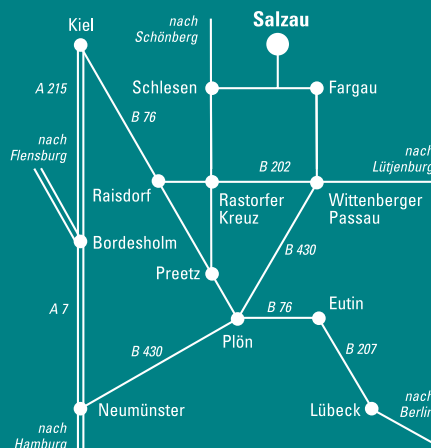 Kiel
nach
Schönberg
Salzau
A 215
Schlesen
Fargau
B 76
nach
Flensburg
B 202
nach
Lütjenburg
Raisdorf
Rastorfer
Kreuz
Wittenberger
Passau
Bordesholm
B 430
Preetz
A 7
B 76
Eutin
Plön
B 430
B 207
nach
Hamburg
Neumünster
Lübeck
nach
Berlin